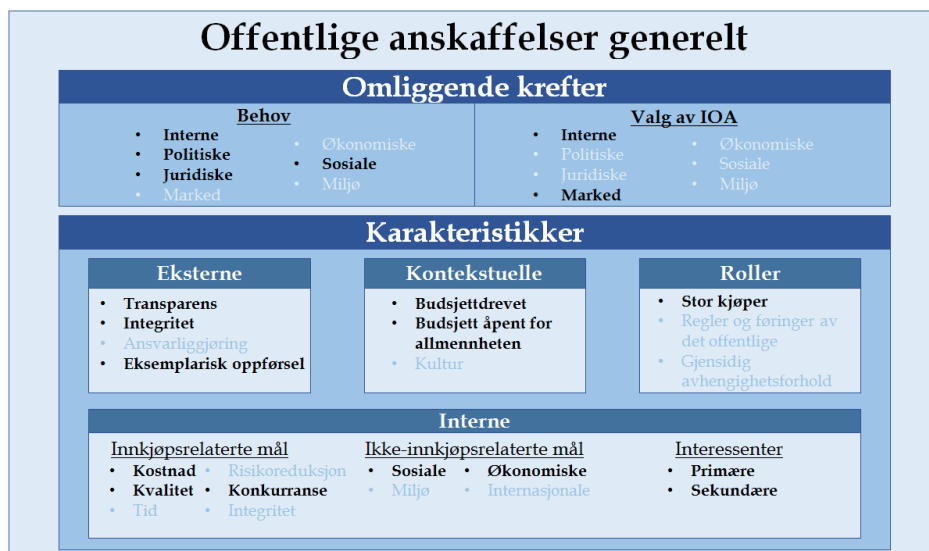 Offentlige anskaffelser generelt
Omliggende krefter
Behov
• Interne
• Politiske
• Juridiske
• Marked
• Økonomiske
• Sosiale
• Miljø
Valg av IOA
• Interne
• Politiske
• Juridiske
• Marked
• Økonomiske
• Sosiale
• Miljø
Karakteristikker
Eksterne
• Transparens
• Integritet
• Ansvarliggjøring
• Eksemplarisk oppførsel
Kontekstuelle
• Budsjettdrevet
• Budsjett åpent for
allmennheten
• Kultur
Roller
• Stor kjøper
• Regler og føringer av
det offentlige
• Gjensidig
avhengighetsforhold
Interne
Innkjøpsrelaterte mål
• Kostnad
• Kvalitet
• Tid
• Risikoreduksjon
• Konkurranse
• Integritet
Ikke-innkjøpsrelaterte mål
• Sosiale
• Miljø
• Økonomiske
• Internasjonale
Interessenter
• Primære
• Sekundære